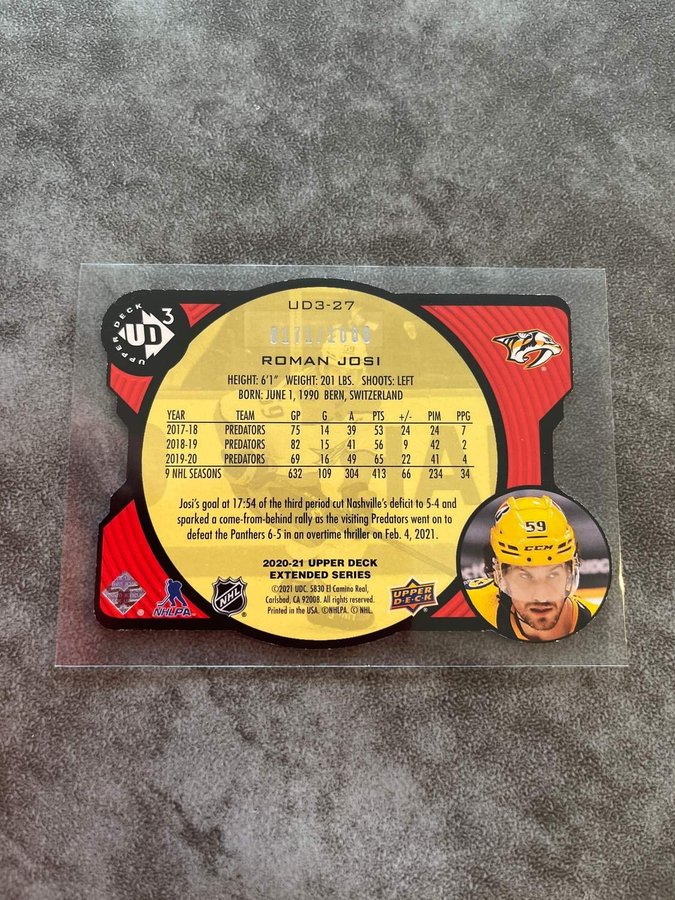 UPPER DECK
UD3
UD3-27
ROMAN JOSI
HEIGHT: 6'1" WEIGHT: 201 LBS. SHOOTS: LEFT
BORN: JUNE 1, 1990 BERN, SWITZERLAND
YEAR TEAM GP G A PTS +/- PIM PPG
2017-18 PREDATORS 75 14 39 53 24 24 7
2018-19 PREDATORS 82 15 41 56 9 42 2
2019-20 PREDATORS 69 16 49 65 22 41 4
9 NHL SEASONS 632 109 304 413 66 234 34
Josi's goal at 17:54 of the third period cut Nashville's deficit to 5-4 and
sparked a come-from-behind rally as the visiting Predators went on to
defeat the Panthers 6-5 in an overtime thriller on Feb. 4, 2021.
2020-21 UPPER DECK
EXTENDED SERIES
©2021 UDC. 5830 El Camino Real,
Carlsbad, CA 92008. All rights reserved.
Printed in the USA. ©NHLPA. © NHL.
NHLPA
NHL
UPPER
DECK
59
CCM